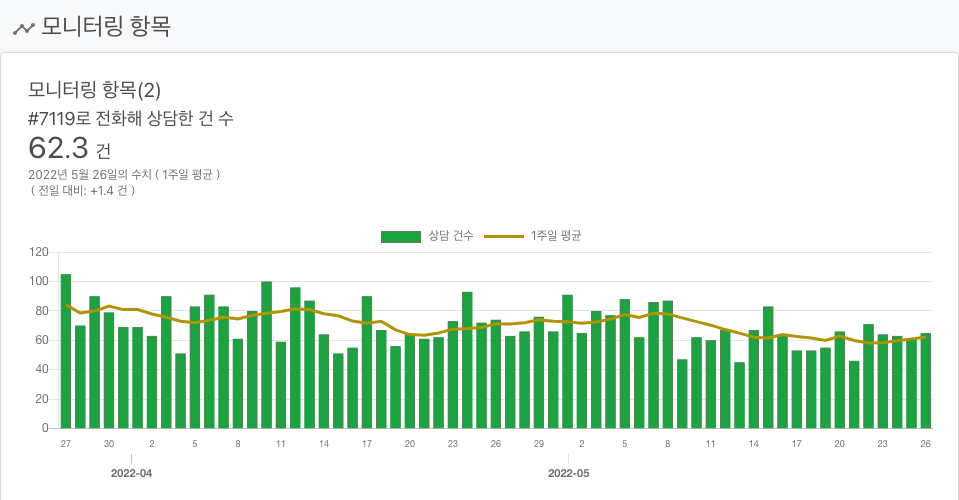 모니터링 항목
모니터링 항목(2)
#7119로 전화해 상담한 건 수
62.3 건
2022년 5월 26일의 수치 ( 1주일 평균 )
( 전일 대비: +1.4 건 )
상담 건수 1주일 평균
120
100
80
60
40
20
0
27 30 2 5 8 11 14 17 20 23 26 29 2 5 8 11 14 17 20 23 26
2022-04 2022-05